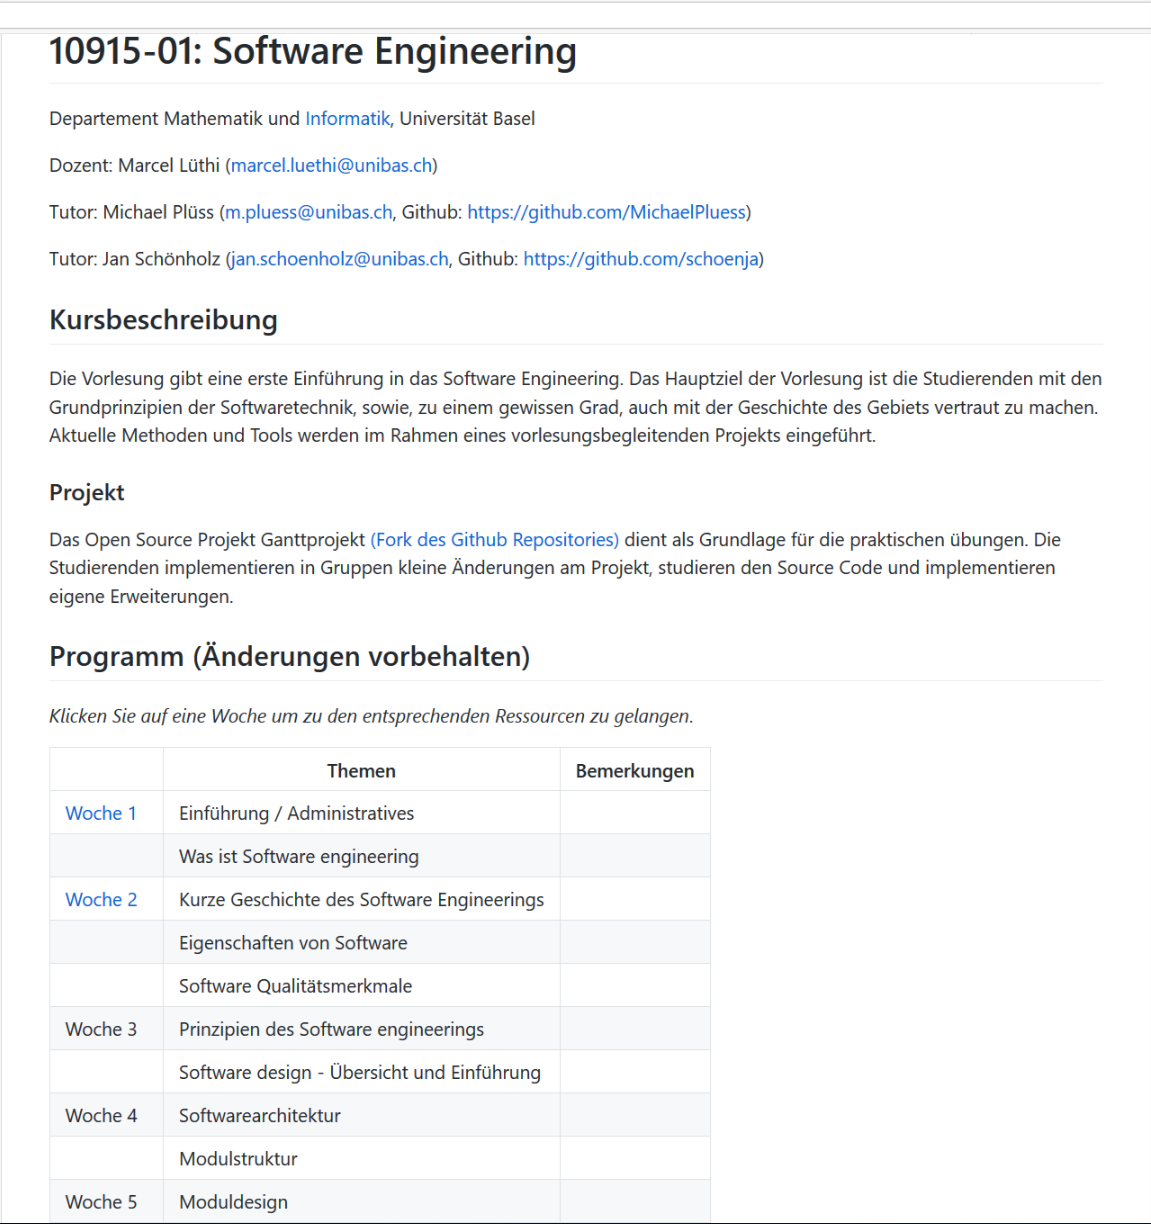 10915-01: Software Engineering
Departement Mathematik und Informatik, Universität Basel
Dozent: Marcel Lüthi (marcel.luethi@unibas.ch)
Tutor: Michael Plüss (m.pluess@unibas.ch, Github: https://github.com/MichaelPluess)
Tutor: Jan Schönholz (jan.schoenholz@unibas.ch, Github: https://github.com/schoenja)
Kursbeschreibung
Die Vorlesung gibt eine erste Einführung in das Software Engineering. Das Hauptziel der Vorlesung ist die Studierenden mit den
Grundprinzipien der Softwaretechnik, sowie, zu einem gewissen Grad, auch mit der Geschichte des Gebiets vertraut zu machen.
Aktuelle Methoden und Tools werden im Rahmen eines vorlesungsbegleitenden Projekts eingeführt.
Projekt
Das Open Source Projekt Ganttprojekt (Fork des Github Repositories) dient als Grundlage für die praktischen übungen. Die
Studierenden implementieren in Gruppen kleine Änderungen am Projekt, studieren den Source Code und implementieren
eigene Erweiterungen.
Programm (Änderungen vorbehalten)
Klicken Sie auf eine Woche um zu den entsprechenden Ressourcen zu gelangen.
Themen Bemerkungen
Woche 1 Einführung / Administratives
Was ist Software engineering
Woche 2 Kurze Geschichte des Software Engineerings
Eigenschaften von Software
Software Qualitätsmerkmale
Woche 3 Prinzipien des Software engineerings
Software design - Übersicht und Einführung
Woche 4 Softwarearchitektur
Modulstruktur
Woche 5 Moduldesign